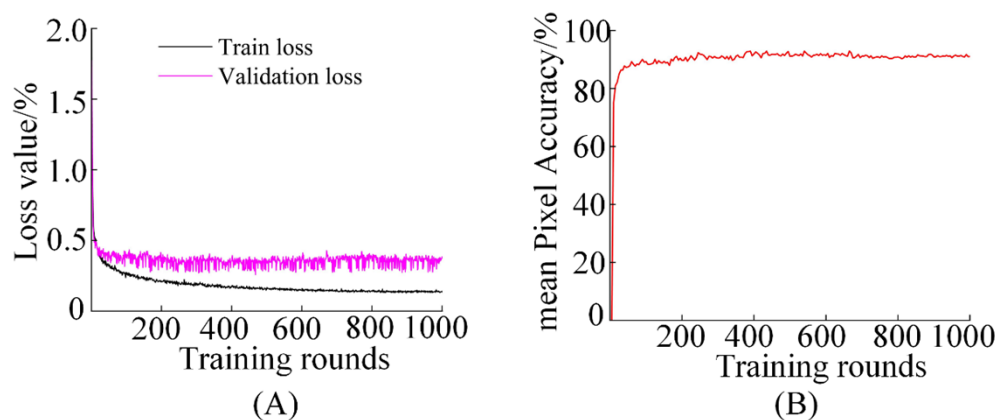 2.0
1.5
1.0
0.5
0
Loss value/%
Train loss
Validation loss
200 400 600 800 1000
Training rounds
(A)
100
80
60
40
20
0
mean Pixel Accuracy/%
200 400 600 800 1000
Training rounds
(B)